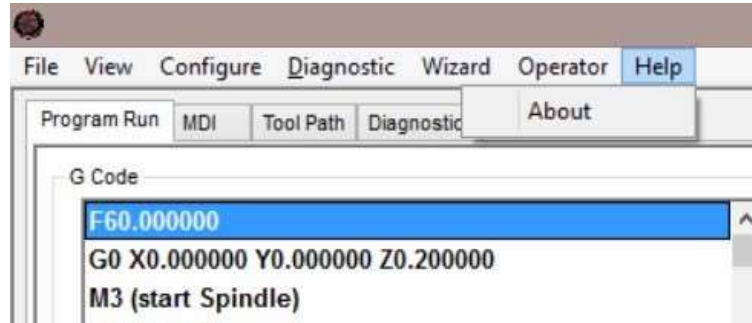 File View Configure Diagnostic Wizard Operator Help
About
Program Run MDI Tool Path
G Code
F60.000000
G0 X0.000000 Y0.000000 Z0.200000
M3 (start Spindle)